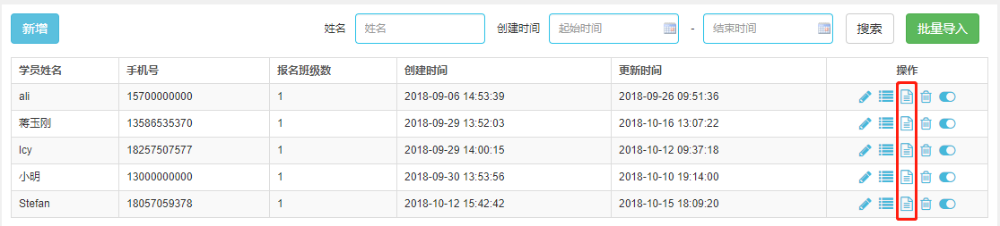 新增 姓名 姓名 创建时间 起始时间 - 结束时间 搜索 批量导入
学员姓名 手机号 报名班级数 创建时间 更新时间 操作
ali 15700000000 1 2018-09-06 14:53:39 2018-09-26 09:51:36
蒋玉刚 13586535370 1 2018-09-29 13:52:03 2018-10-16 13:07:22
lcy 18257507577 1 2018-09-29 14:00:15 2018-10-12 09:37:18
小明 13000000000 1 2018-09-30 13:53:56 2018-10-10 19:14:00
Stefan 18057059378 1 2018-10-12 15:42:42 2018-10-15 18:09:20